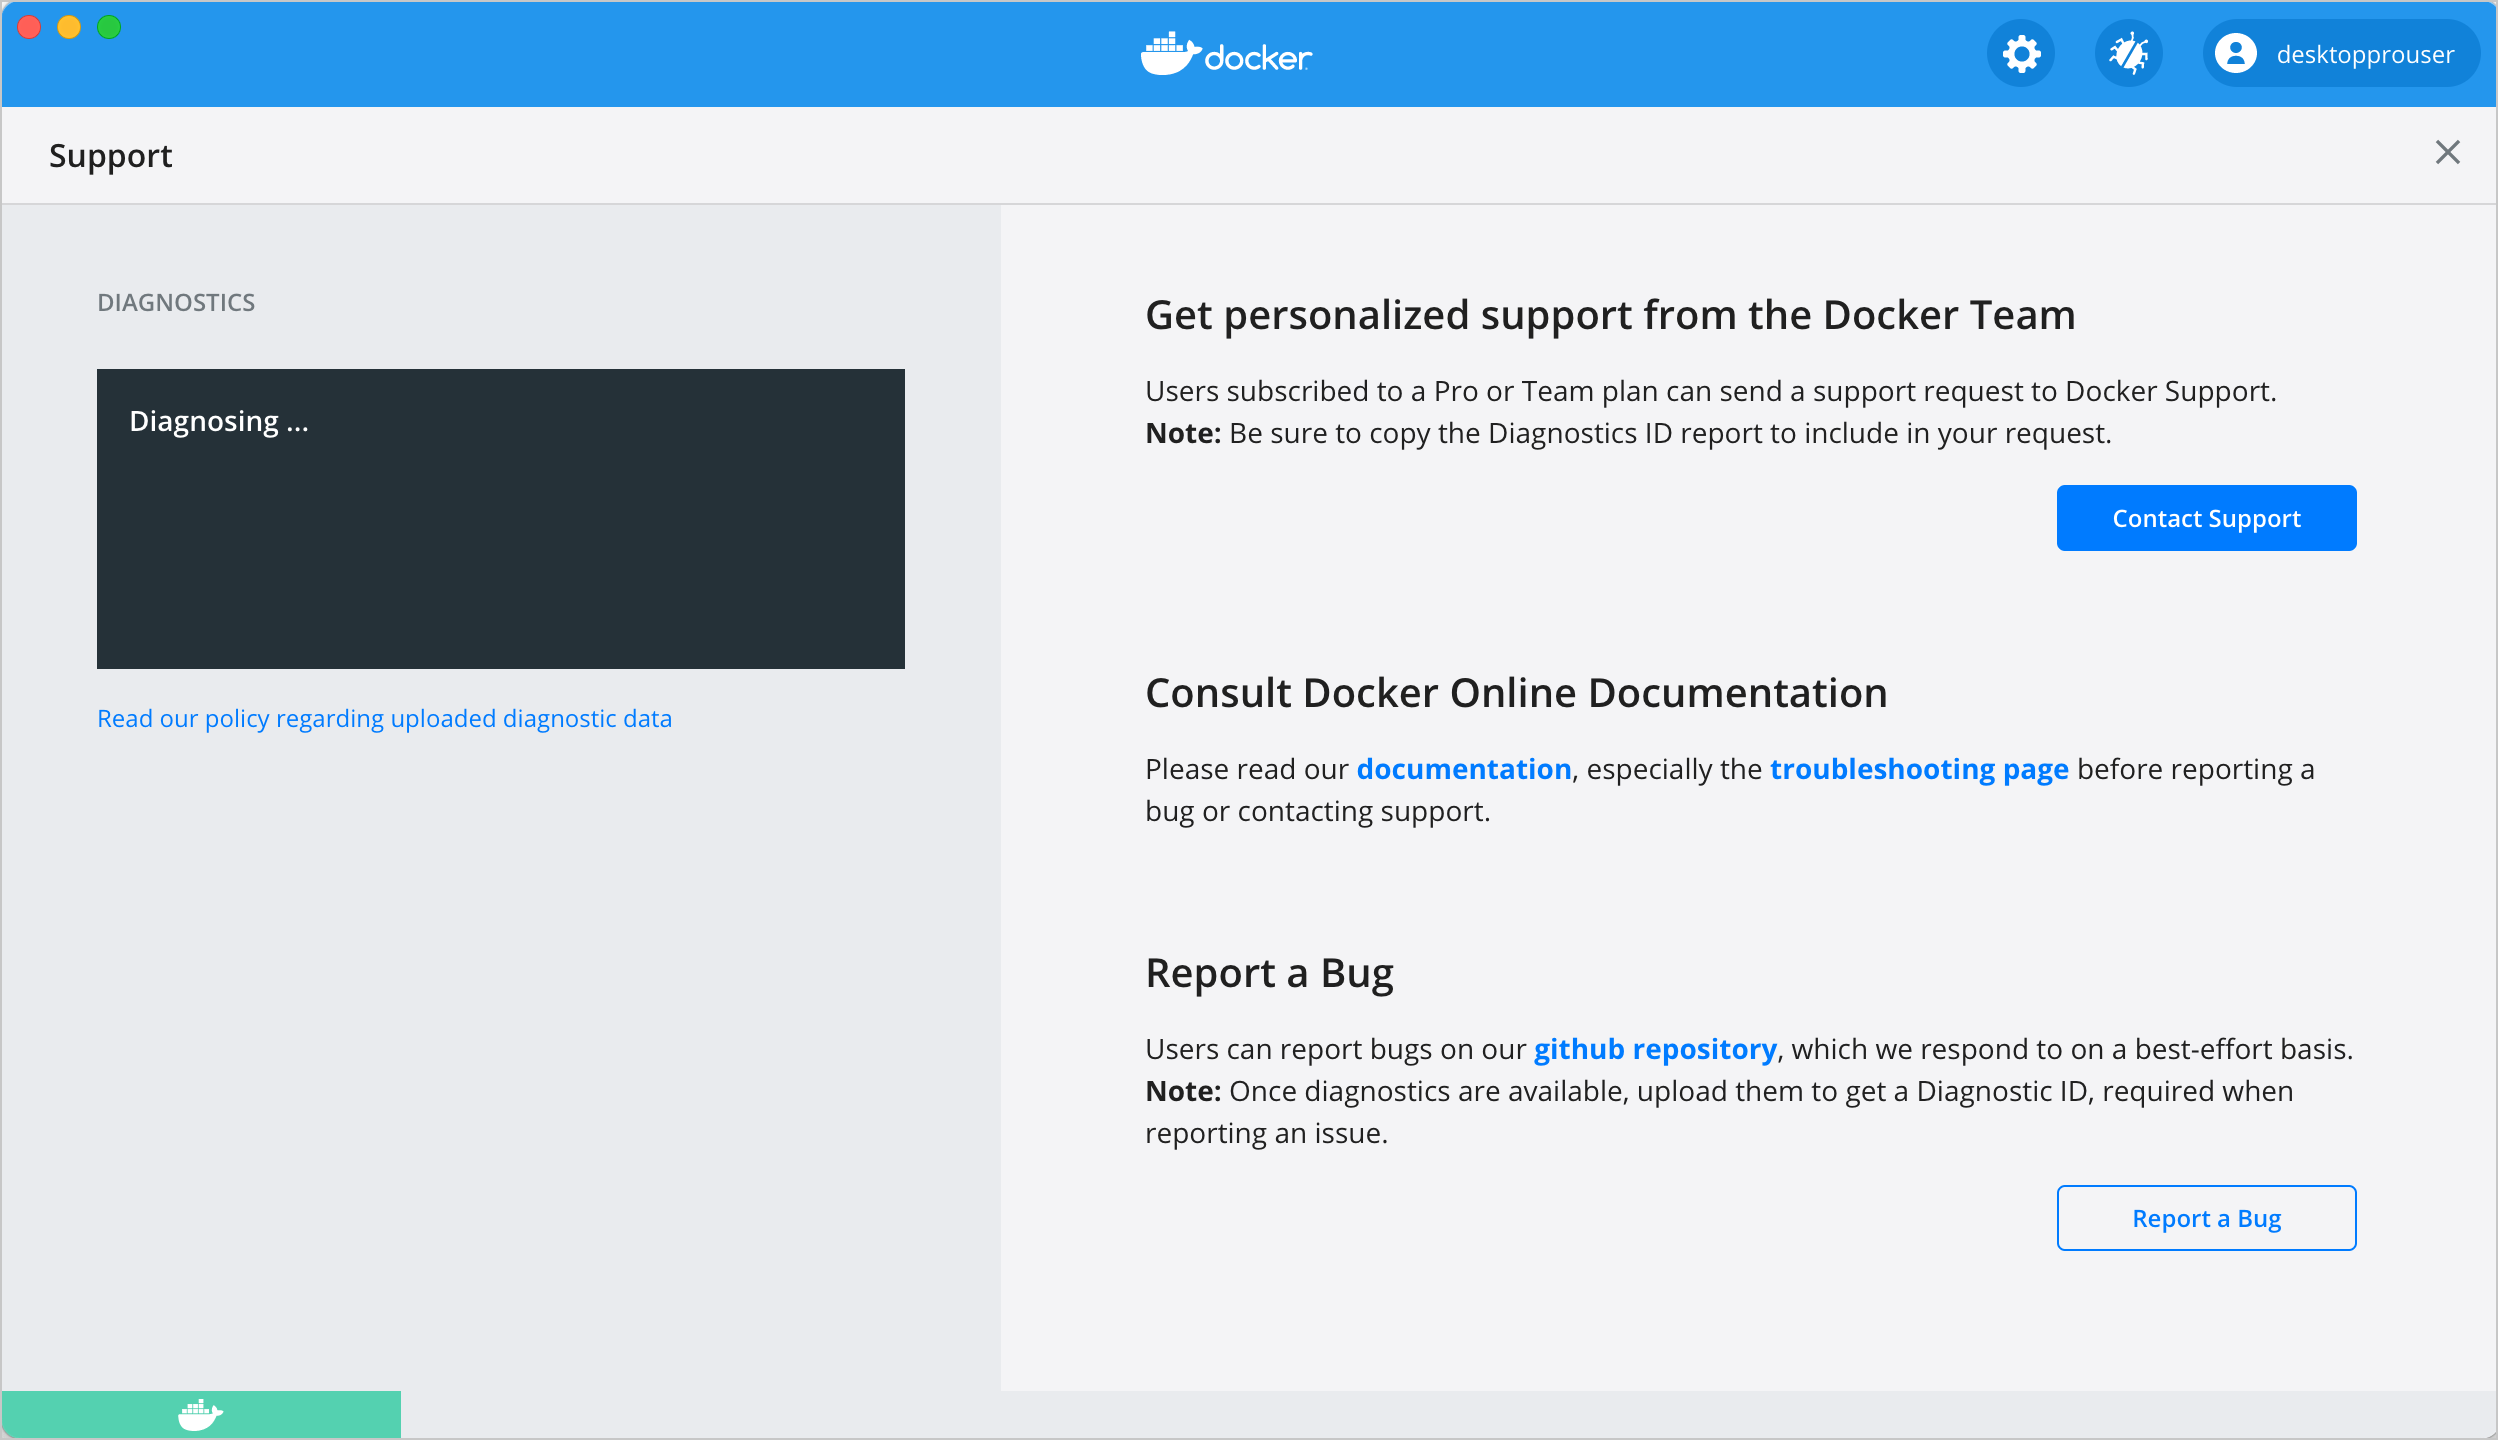 docker
desktopprouser
Support
DIAGNOSTICS
Diagnosing ...
Read our policy regarding uploaded diagnostic data
Get personalized support from the Docker Team
Users subscribed to a Pro or Team plan can send a support request to Docker Support.
Note: Be sure to copy the Diagnostics ID report to include in your request.
Contact Support
Consult Docker Online Documentation
Please read our documentation, especially the troubleshooting page before reporting a
bug or contacting support.
Report a Bug
Users can report bugs on our github repository, which we respond to on a best-effort basis.
Note: Once diagnostics are available, upload them to get a Diagnostic ID, required when
reporting an issue.
Report a Bug